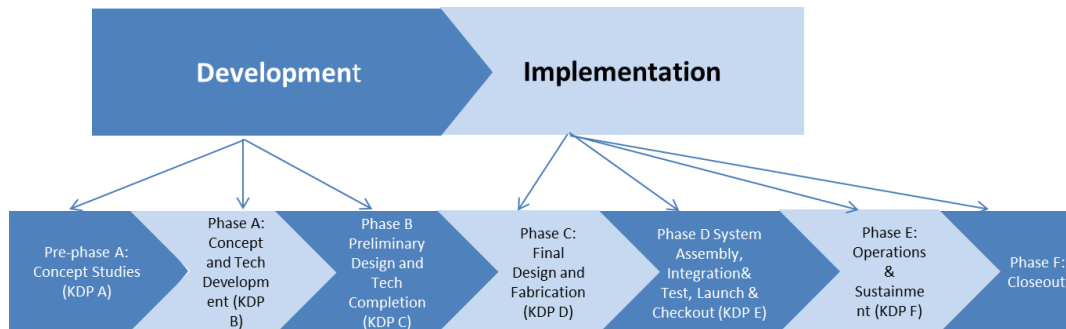 Development
Implementation
Pre-phase A:
Concept Studies
(KDP A)
Phase A:
Concept
and Tech
Developm
ent (KDP
B)
Phase B
Preliminary
Design and
Tech
Completion
(KDP C)
Phase C:
Final
Design and
Fabrication
(KDP D)
Phase D System
Assembly,
Integration&
Test, Launch &
Checkout (KDP E)
Phase E:
Operations
&
Sustainme
nt (KDP F)
Phase F:
Closeout